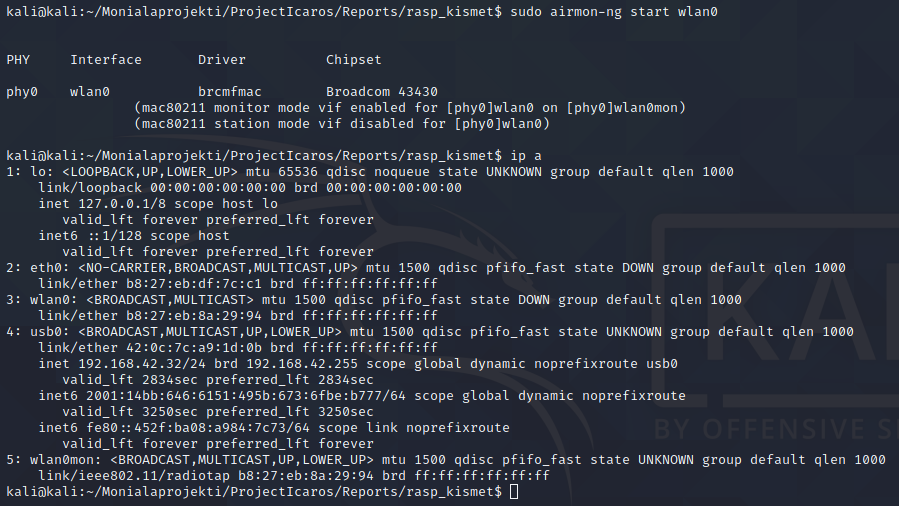 kali@kali:~/Monialaprojekti/ProjectIcaros/Reports/rasp_kismet$ sudo airmon-ng start wlan0
PHY Interface Driver Chipset
phy0 wlan0 brcmfmac Broadcom 43430
(mac80211 monitor mode vif enabled for [phy0]wlan0 on [phy0]wlan0mon)
(mac80211 station mode vif disabled for [phy0]wlan0)
kali@kali:~/Monialaprojekti/ProjectIcaros/Reports/rasp_kismet$ ip a
1: lo: <LOOPBACK,UP,LOWER_UP> mtu 65536 qdisc noqueue state UNKNOWN group default qlen 1000
link/loopback 00:00:00:00:00:00 brd 00:00:00:00:00:00
inet 127.0.0.1/8 scope host lo
valid_lft forever preferred_lft forever
inet6 ::1/128 scope host
valid_lft forever preferred_lft forever
2: eth0: <NO-CARRIER,BROADCAST,MULTICAST,UP> mtu 1500 qdisc pfifo_fast state DOWN group default qlen 1000
link/ether b8:27:eb:df:7c:c1 brd ff:ff:ff:ff:ff:ff
3: wlan0: <BROADCAST,MULTICAST> mtu 1500 qdisc pfifo_fast state DOWN group default qlen 1000
link/ether b8:27:eb:8a:29:94 brd ff:ff:ff:ff:ff:ff
4: usb0: <BROADCAST,MULTICAST,UP,LOWER_UP> mtu 1500 qdisc pfifo_fast state UNKNOWN group default qlen 1000
link/ether 42:0c:7c:a9:1d:0b brd ff:ff:ff:ff:ff:ff
inet 192.168.42.32/24 brd 192.168.42.255 scope global dynamic noprefixroute usb0
valid_lft 2834sec preferred_lft 2834sec
inet6 2001:14bb:646:6151:495b:673:6fbe:b777/64 scope global dynamic noprefixroute
valid_lft 3250sec preferred_lft 3250sec
inet6 fe80::452f:ba08:a984:7c73/64 scope link noprefixroute
valid_lft forever preferred_lft forever
5: wlan0mon: <BROADCAST,MULTICAST,UP,LOWER_UP> mtu 1500 qdisc pfifo_fast state UNKNOWN group default qlen 1000
link/ieee802.11/radiotap b8:27:eb:8a:29:94 brd ff:ff:ff:ff:ff:ff
kali@kali:~/Monialaprojekti/ProjectIcaros/Reports/rasp_kismet$
KA
BY OFFENSIVE S